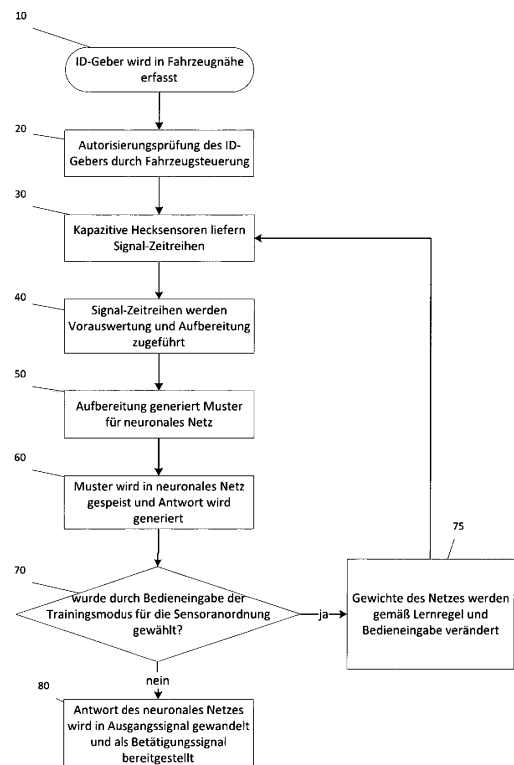 10
ID-Geber wird in Fahrzeugnähe
erfasst
20
Autorisierungsprüfung des ID-
Gebers durch Fahrzeugsteuerung
30
Kapazitive Hecksensoren liefern
Signal-Zeitreihen
40
Signal-Zeitreihen werden
Vorauswertung und Aufbereitung
zugeführt
50
Aufbereitung generiert Muster
für neuronales Netz
60
Muster wird in neuronales Netz
gespeist und Antwort wird
generiert
70
wurde durch Bedieneingabe der
Trainingsmodus für die Sensoranordnung
gewählt?
ja
75
Gewichte des Netzes werden
gemäß Lernregel und
Bedieneingabe verändert
nein
80
Antwort des neuronales Netzes
wird in Ausgangssignal gewandelt
und als Betätigungssignal
bereitgestellt